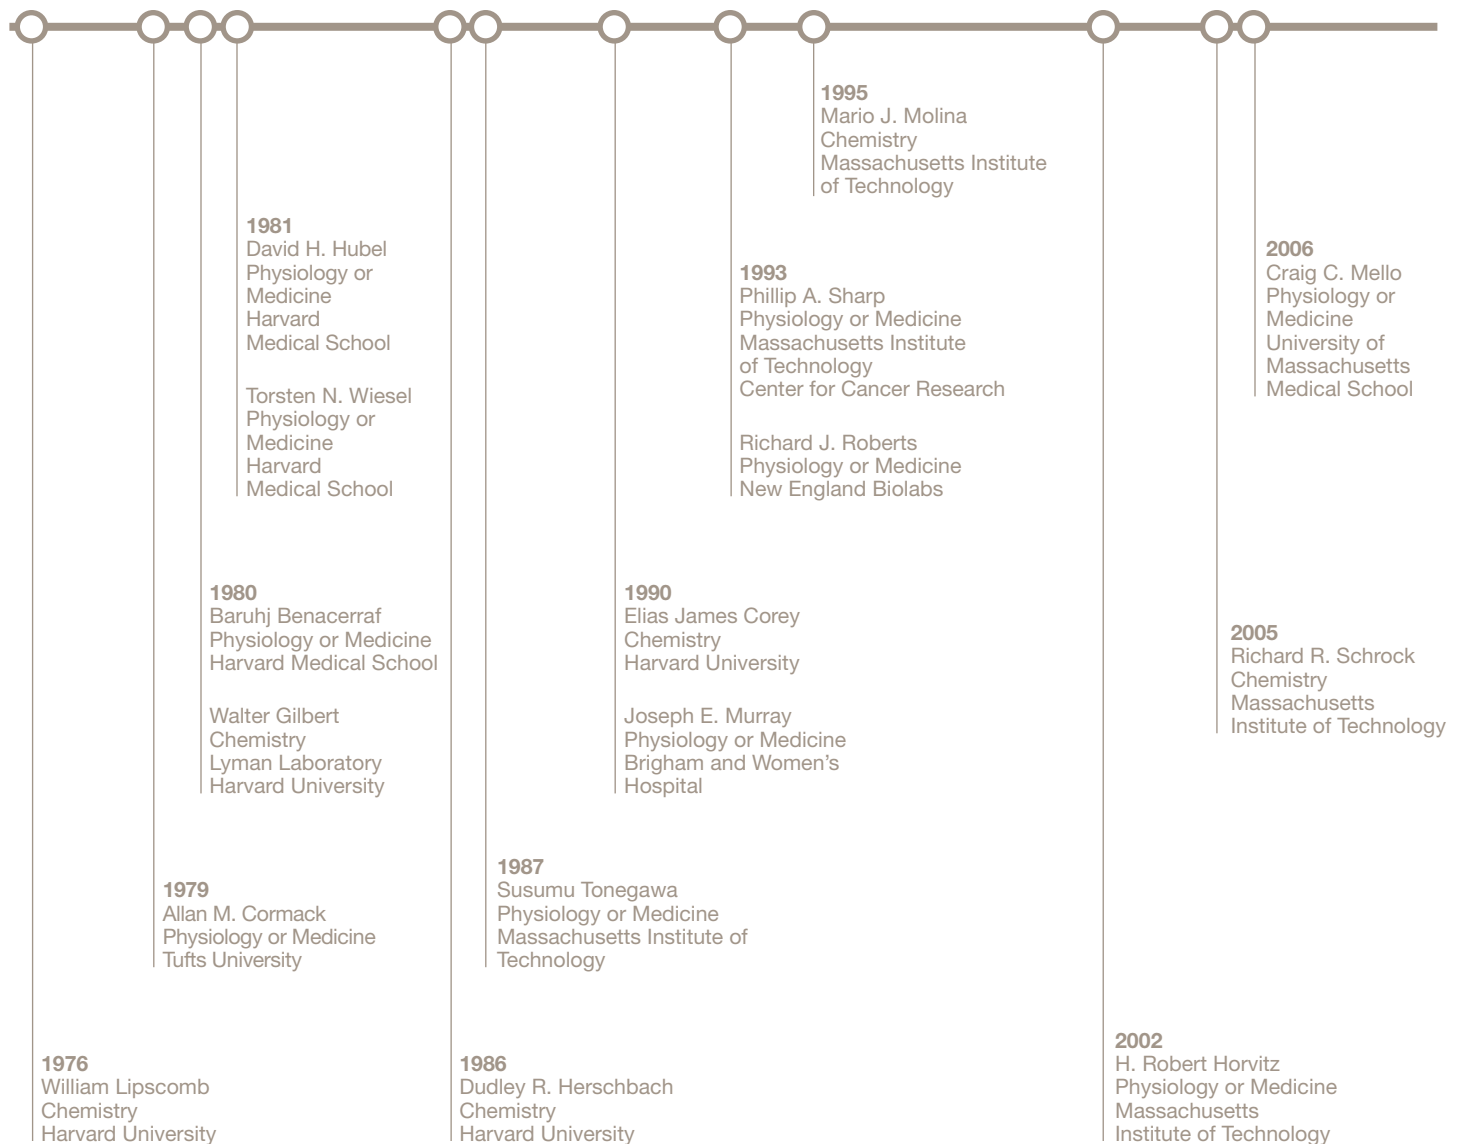 1976
William Lipscomb
Chemistry
Harvard University
1979
Allan M. Cormack
Physiology or Medicine
Tufts University
1980
Baruhj Benacerraf
Physiology or Medicine
Harvard Medical School
Walter Gilbert
Chemistry
Lyman Laboratory
Harvard University
1981
David H. Hubel
Physiology or
Medicine
Harvard
Medical School
Torsten N. Wiesel
Physiology or
Medicine
Harvard
Medical School
1986
Dudley R. Herschbach
Chemistry
Harvard University
1987
Susumu Tonegawa
Physiology or Medicine
Massachusetts Institute of
Technology
1990
Elias James Corey
Chemistry
Harvard University
Joseph E. Murray
Physiology or Medicine
Brigham and Women’s
Hospital
1993
Phillip A. Sharp
Physiology or Medicine
Massachusetts Institute
of Technology
Center for Cancer Research
Richard J. Roberts
Physiology or Medicine
New England Biolabs
1995
Mario J. Molina
Chemistry
Massachusetts Institute
of Technology
2002
H. Robert Horvitz
Physiology or Medicine
Massachusetts
Institute of Technology
2005
Richard R. Schrock
Chemistry
Massachusetts
Institute of Technology
2006
Craig C. Mello
Physiology or
Medicine
University of
Massachusetts
Medical School